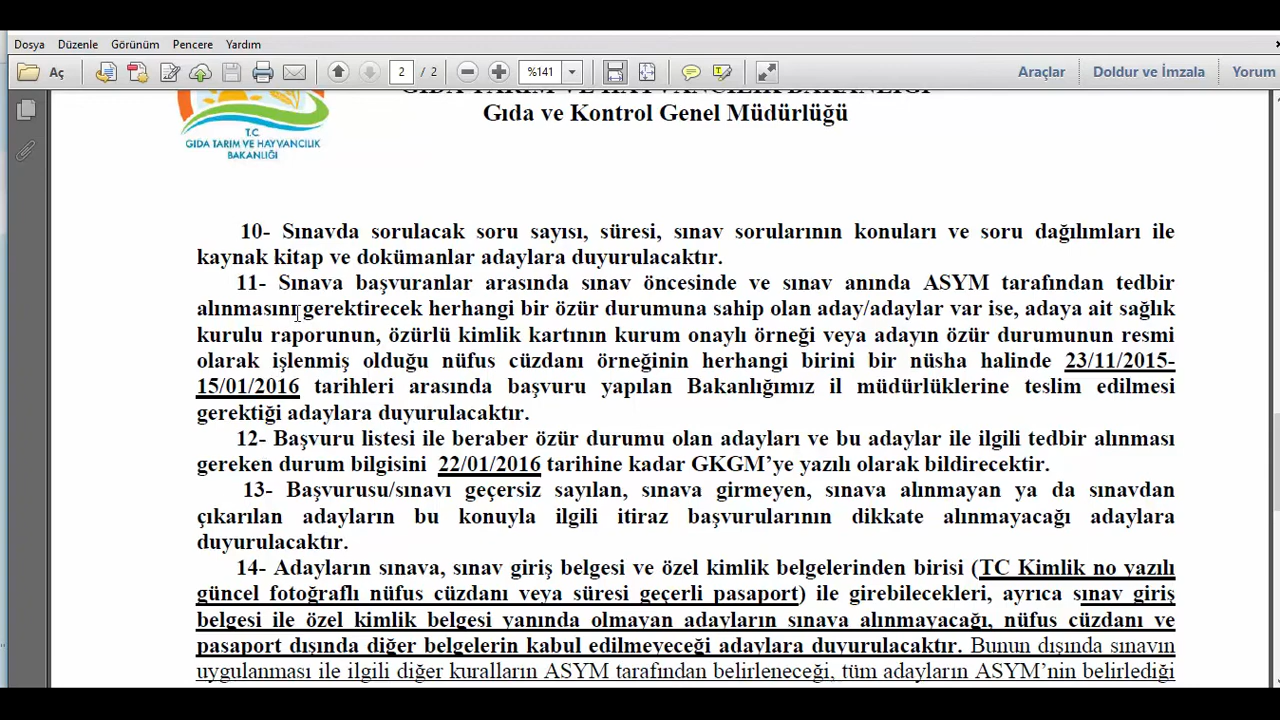 Dosya Düzenle Görünüm Pencere Yardım
Aç 2 / 2 %141 Araçlar Doldur ve İmzala Yorum
GIDA TARIM VE HAYVANCILIK BAKANLIĞI
Gıda ve Kontrol Genel Müdürlüğü
T.C.
GIDA TARIM VE HAYVANCILIK
BAKANLIĞI
10- Sınavda sorulacak soru sayısı, süresi, sınav sorularının konuları ve soru dağılımları ile
kaynak kitap ve dokümanlar adaylara duyurulacaktır.
11- Sınava başvuranlar arasında sınav öncesinde ve sınav anında ASYM tarafından tedbir
alınmasını gerektirecek herhangi bir özür durumuna sahip olan aday/adaylar var ise, adaya ait sağlık
kurulu raporunun, özürlü kimlik kartının kurum onaylı örneği veya adayın özür durumunun resmi
olarak işlenmiş olduğu nüfus cüzdanı örneğinin herhangi birini bir nüsha halinde 23/11/2015-
15/01/2016 tarihleri arasında başvuru yapılan Bakanlığımız il müdürlüklerine teslim edilmesi
gerektiği adaylara duyurulacaktır.
12- Başvuru listesi ile beraber özür durumu olan adayları ve bu adaylar ile ilgili tedbir alınması
gereken durum bilgisini 22/01/2016 tarihine kadar GKGM’ye yazılı olarak bildirecektir.
13- Başvurusu/sınavı geçersiz sayılan, sınava girmeyen, sınava alınmayan ya da sınavdan
çıkarılan adayların bu konuyla ilgili itiraz başvurularının dikkate alınmayacağı adaylara
duyurulacaktır.
14- Adayların sınava, sınav giriş belgesi ve özel kimlik belgelerinden birisi (TC Kimlik no yazılı
güncel fotoğraflı nüfus cüzdanı veya süresi geçerli pasaport) ile girebilecekleri, ayrıca sınav giriş
belgesi ile özel kimlik belgesi yanında olmayan adayların sınava alınmayacağı, nüfus cüzdanı ve
pasaport dışında diğer belgelerin kabul edilmeyeceği adaylara duyurulacaktır. Bunun dışında sınavın
uygulanması ile ilgili diğer kuralların ASYM tarafından belirleneceği, tüm adayların ASYM’nin belirlediği